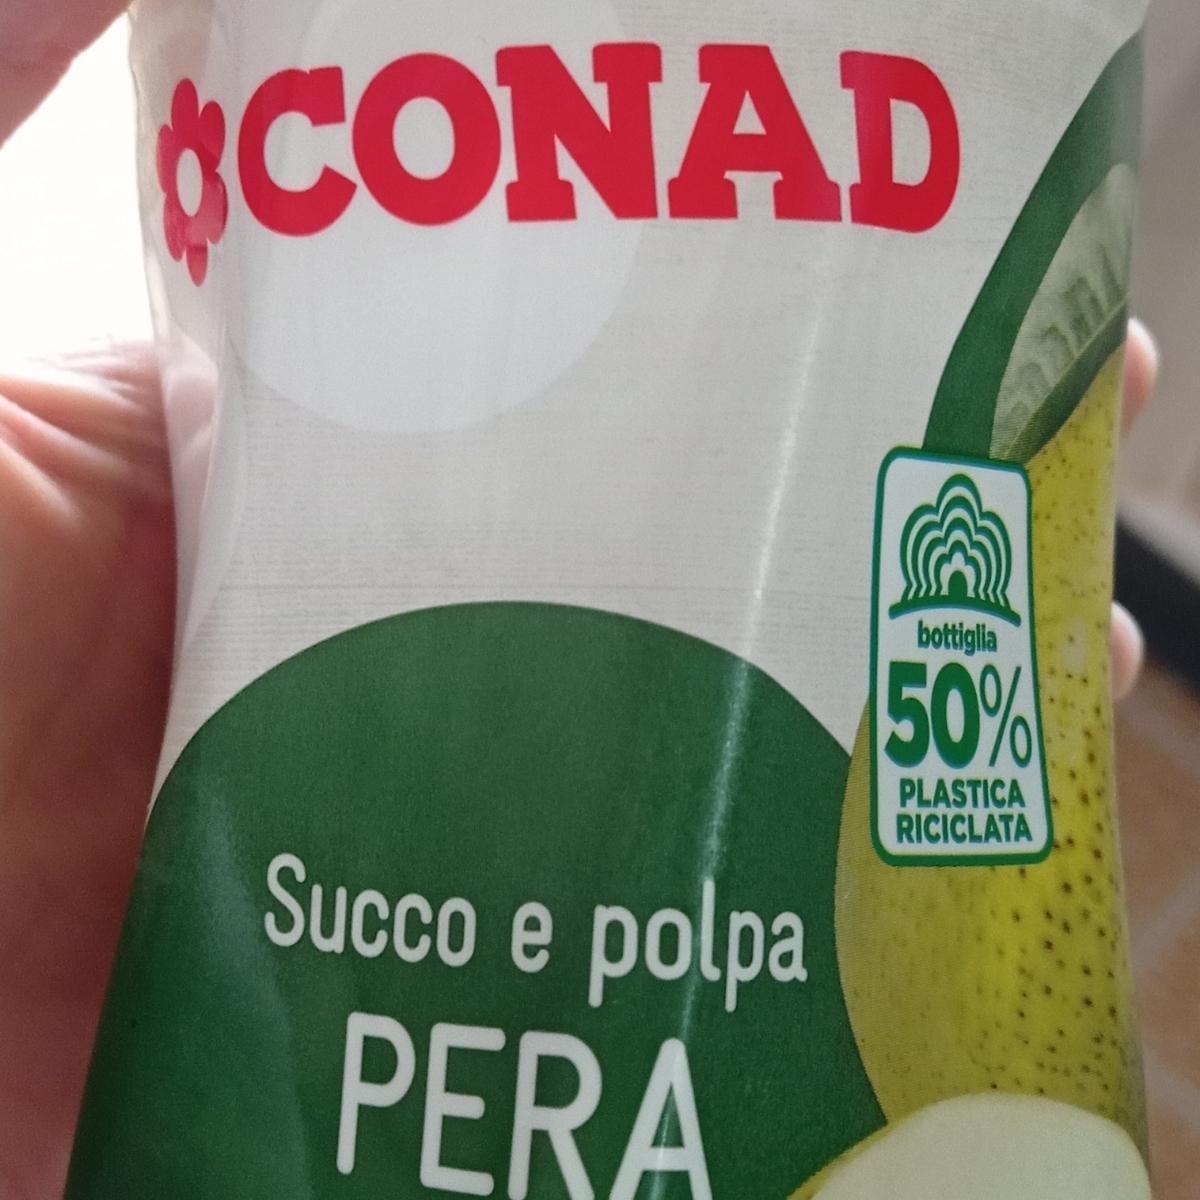 CONAD
bottiglia
50%
PLASTICA
RICICLATA
Succo e polpa
PERA